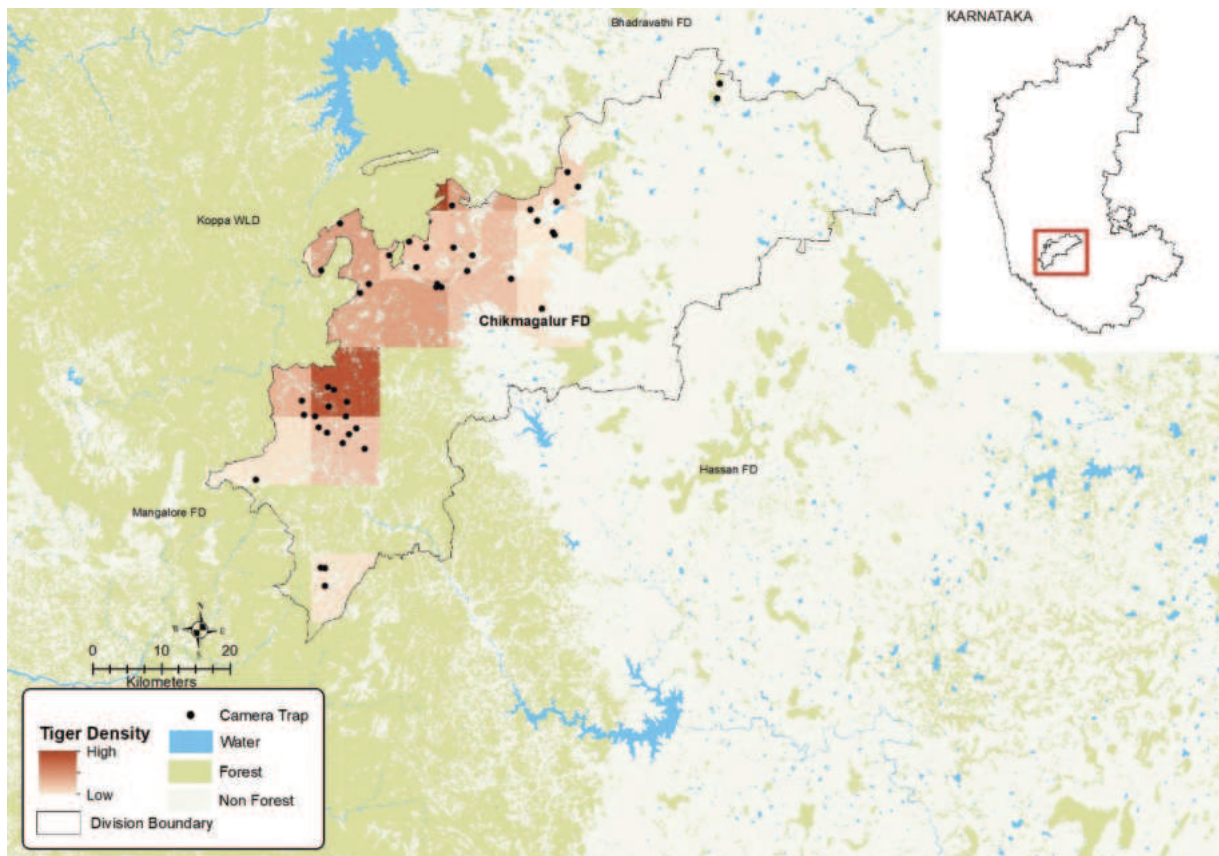 Bhadravathi FD
KARNATAKA
Koppa WLD
Chikmagalur FD
Hassan FD
Mangalore FD
N
E
S
0 10 20
Kilometers
Tiger Density
High
Low
Division Boundary
Camera Trap
Water
Forest
Non Forest